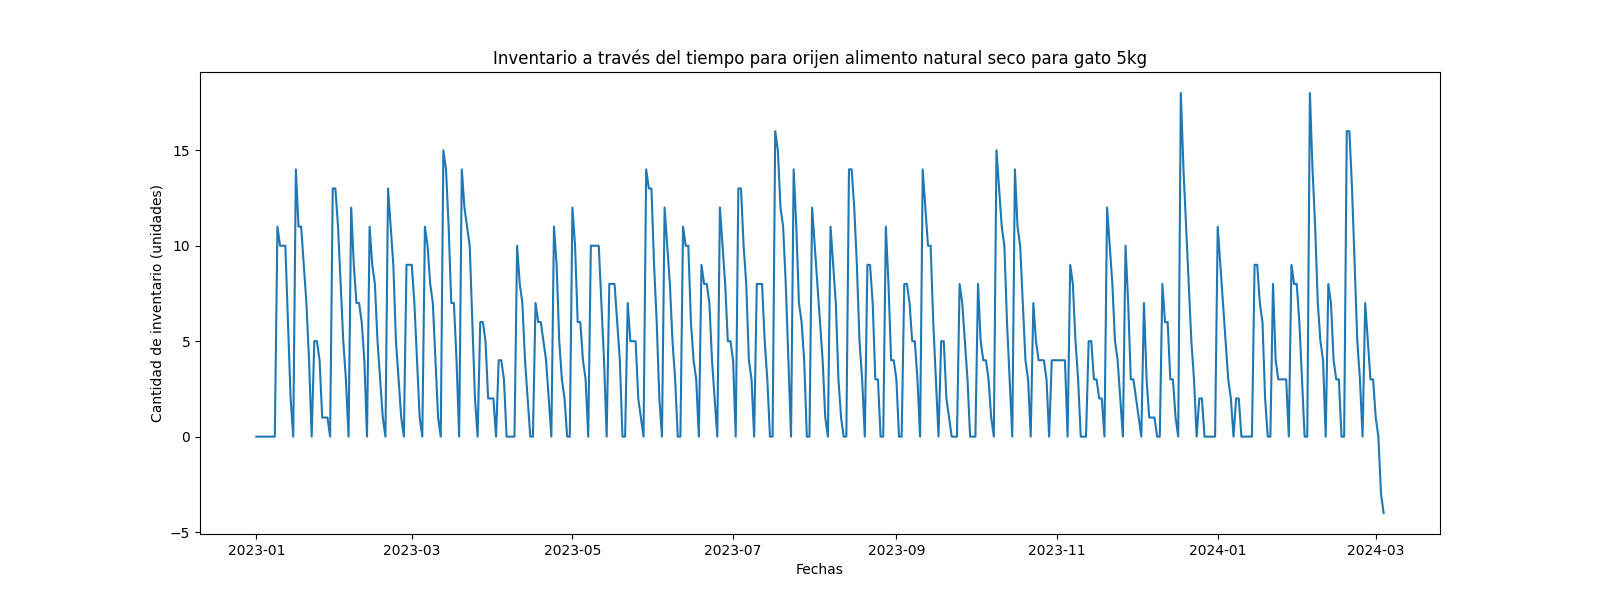 Inventario a través del tiempo para orijen alimento natural seco para gato 5kg
Cantidad de inventario (unidades)
15
10
5
0
−5
2023-01 2023-03 2023-05 2023-07 2023-09 2023-11 2024-01 2024-03
Fechas